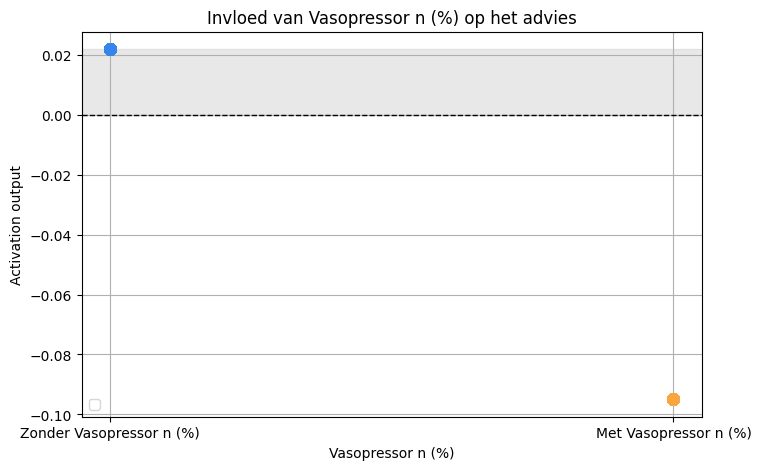 Invloed van Vasopressor n (%) op het advies
Activation output
0.02
0.00
−0.02
−0.04
−0.06
−0.08
−0.10
Zonder Vasopressor n (%)
Met Vasopressor n (%)
Vasopressor n (%)